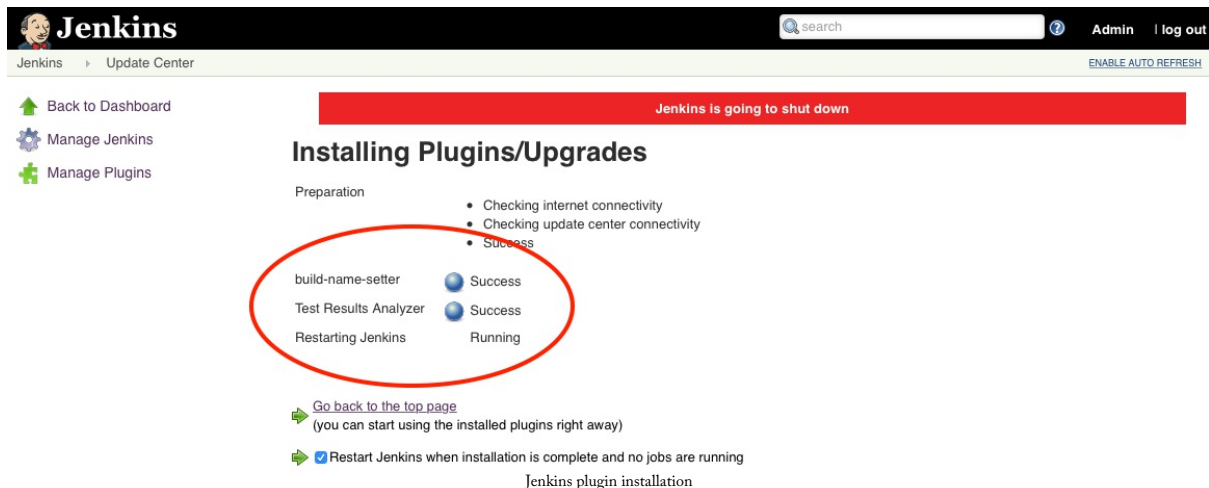 Jenkins
search
Admin | log out
Jenkins Update Center
ENABLE AUTO REFRESH
Back to Dashboard
Manage Jenkins
Manage Plugins
Jenkins is going to shut down
Installing Plugins/Upgrades
Preparation
• Checking internet connectivity
• Checking update center connectivity
• Success
build-name-setter Success
Test Results Analyzer Success
Restarting Jenkins Running
Go back to the top page
(you can start using the installed plugins right away)
Restart Jenkins when installation is complete and no jobs are running
Jenkins plugin installation